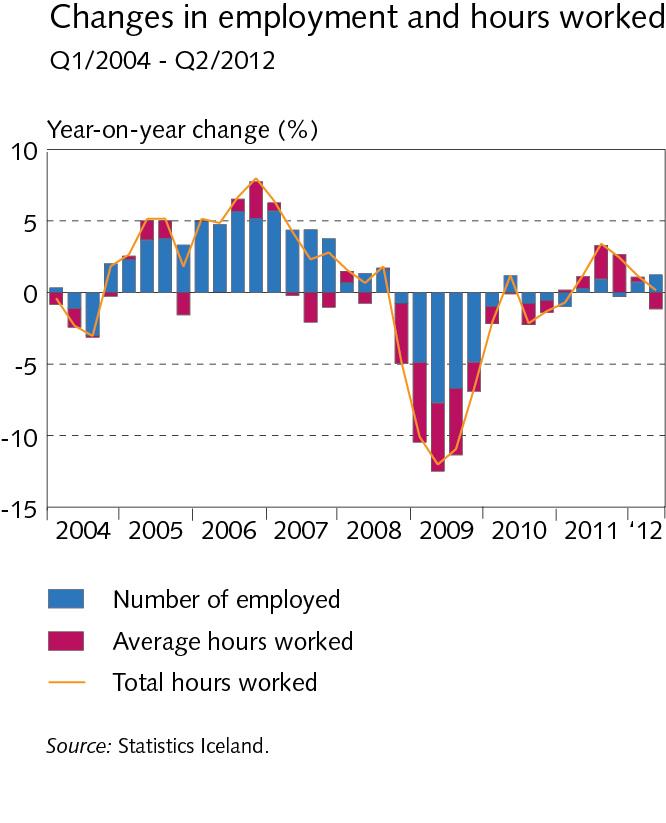 Changes in employment and hours worked
Q1/2004 - Q2/2012
Year-on-year change (%)
10
5
0
-5
-10
-15
2004 2005 2006 2007 2008 2009 2010 2011 '12
Number of employed
Average hours worked
Total hours worked
Source: Statistics Iceland.